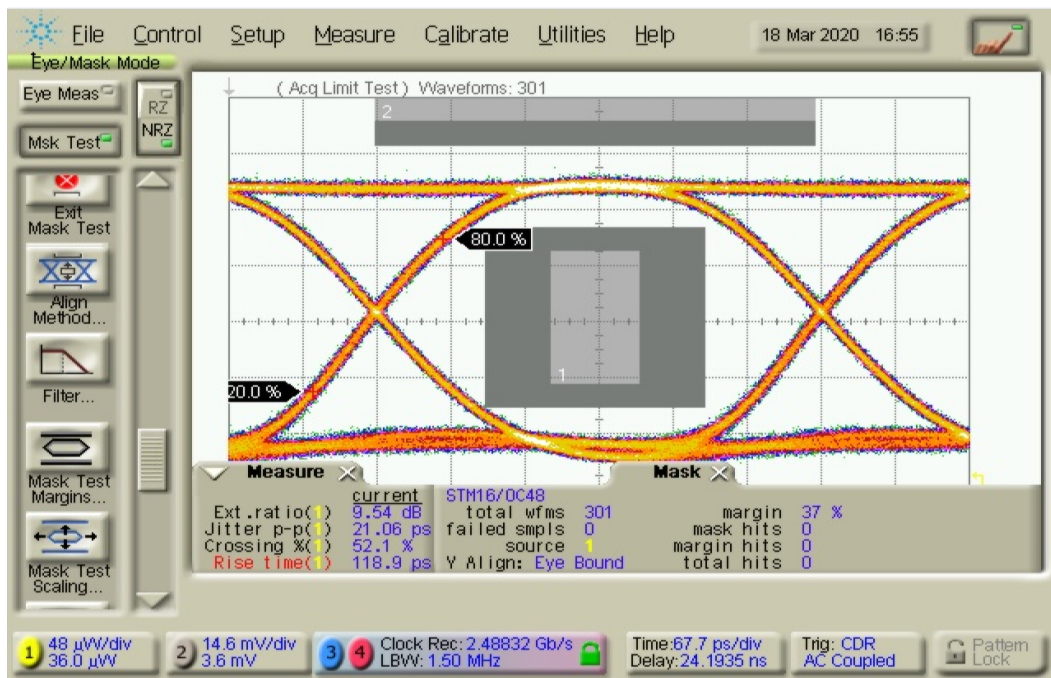 File Control Setup Measure Calibrate Utilities Help 18 Mar 2020 16:55
Eye/Mask Mode
Eye Meas
RZ
NRZ
Msk Test
Exit
Mask Test
Align
Method...
Filter...
Mask Test
Margins...
Mask Test
Scaling...
( Acq Limit Test ) Waveforms: 301
2
80.0 %
20.0 %
1
Measure
current
Ext.ratio(1) 9.54 dB
Jitter p-p(1) 21.06 ps
Crossing %(1) 52.1 %
Rise time(1) 118.9 ps
Mask
STM16/OC48
total wfms 301 margin 37 %
failed smpls 0 mask hits 0
source 1 margin hits 0
Y Align: Eye Bound total hits 0
1 48 µW/div
36.0 µW
2 14.6 mV/div
3.6 mV
3 4 Clock Rec: 2.48832 Gb/s
LBW: 1.50 MHz
Time:67.7 ps/div
Delay:24.1935 ns
Trig: CDR
AC Coupled
Pattern
Lock